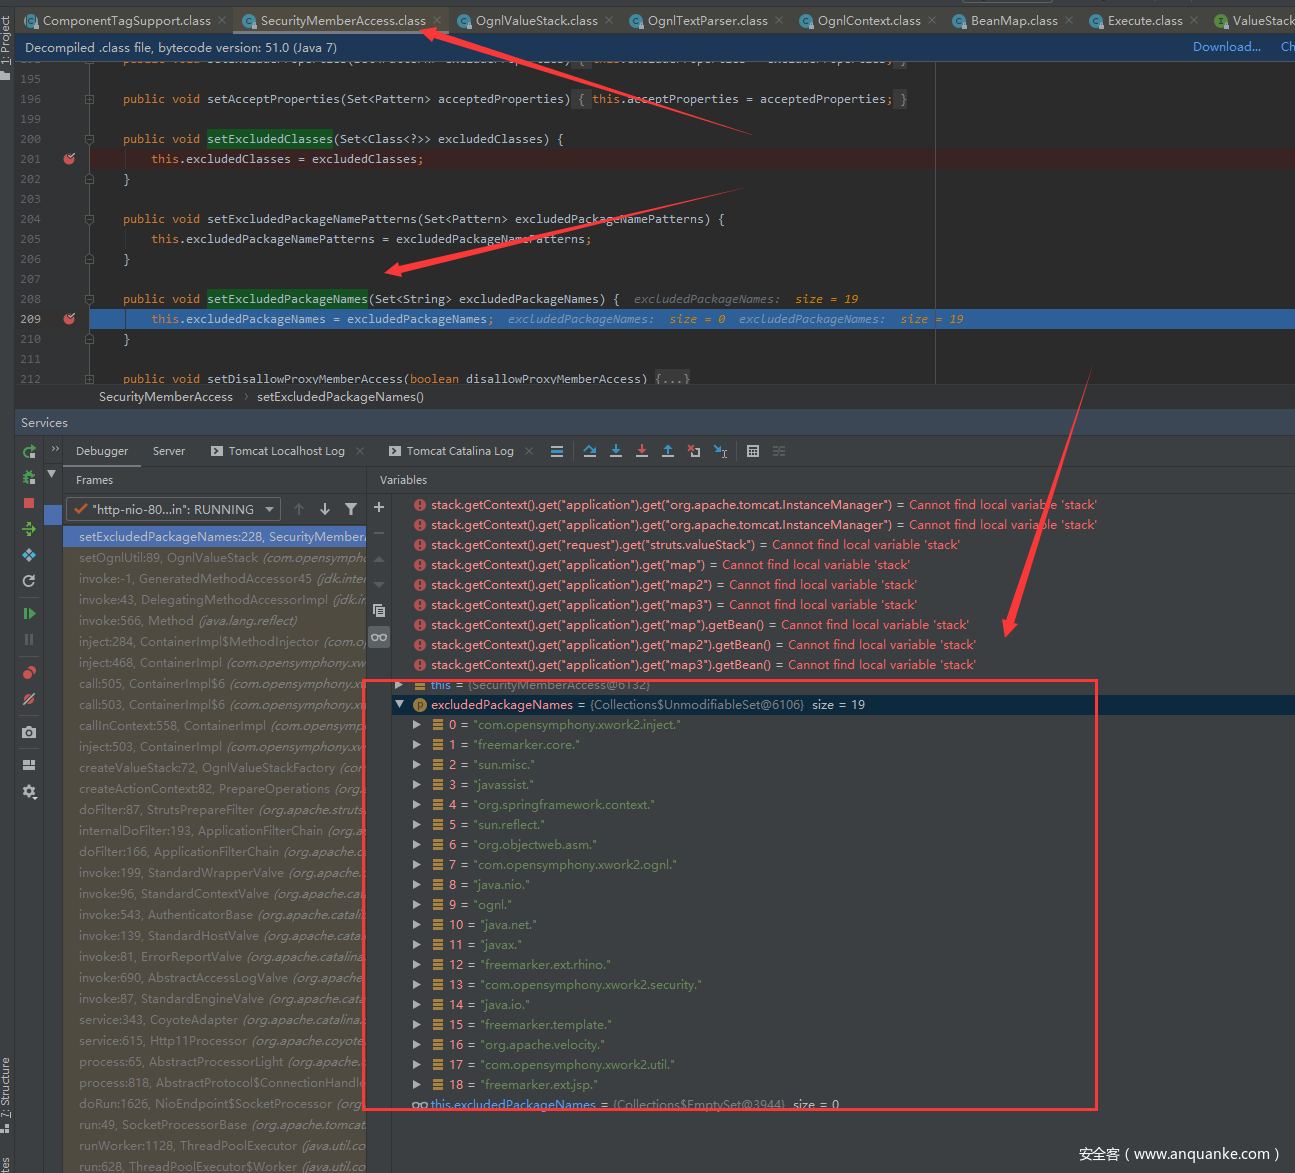 ComponentTagSupport.class SecurityMemberAccess.class OgnlValueStack.class OgnlTextParser.class OgnlContext.class BeanMap.class Execute.class ValueStack
Decompiled .class file, bytecode version: 51.0 (Java 7) Download... Ch
1: Project
195
196 public void setAcceptProperties(Set<Pattern> acceptedProperties) { this.acceptProperties = acceptedProperties; }
199
200 public void setExcludedClasses(Set<Class<?>> excludedClasses) {
201 this.excludedClasses = excludedClasses;
202 }
203
204 public void setExcludedPackageNamePatterns(Set<Pattern> excludedPackageNamePatterns) {
205 this.excludedPackageNamePatterns = excludedPackageNamePatterns;
206 }
207
208 public void setExcludedPackageNames(Set<String> excludedPackageNames) { excludedPackageNames: size = 19
209 this.excludedPackageNames = excludedPackageNames; excludedPackageNames: size = 0 excludedPackageNames: size = 19
210 }
211
212 public void setDisallowProxyMemberAccess(boolean disallowProxyMemberAccess) {...}
SecurityMemberAccess › setExcludedPackageNames()
Services
Debugger Server Tomcat Localhost Log Tomcat Catalina Log
Frames
"http-nio-80...in": RUNNING
setExcludedPackageNames:228, SecurityMember
setOgnlUtil:89, OgnlValueStack (com.opensymphon
invoke:-1, GeneratedMethodAccessor45 (jdk.inter
invoke:43, DelegatingMethodAccessorImpl (jdk.in
invoke:566, Method (java.lang.reflect)
inject:284, ContainerImpl$MethodInjector (com.op
inject:468, ContainerImpl (com.opensymphony.xw
call:505, ContainerImpl$6 (com.opensymphony.xw
call:503, ContainerImpl$6 (com.opensymphony.xw
callInContext:558, ContainerImpl (com.opensymph
inject:503, ContainerImpl (com.opensymphony.xw
createValueStack:72, OgnlValueStackFactory (com
createActionContext:82, PrepareOperations (org.a
doFilter:87, StrutsPrepareFilter (org.apache.struts
internalDoFilter:193, ApplicationFilterChain (org.a
doFilter:166, ApplicationFilterChain (org.apache.c
invoke:199, StandardWrapperValve (org.apache.ca
invoke:96, StandardContextValve (org.apache.cata
invoke:543, AuthenticatorBase (org.apache.catalin
invoke:139, StandardHostValve (org.apache.catali
invoke:81, ErrorReportValve (org.apache.catalina.
invoke:690, AbstractAccessLogValve (org.apache.
invoke:87, StandardEngineValve (org.apache.cata
service:343, CoyoteAdapter (org.apache.catalina.
service:615, Http11Processor (org.apache.coyote
process:65, AbstractProcessorLight (org.apache.c
process:818, AbstractProtocol$ConnectionHandle
doRun:1626, NioEndpoint$SocketProcessor (org
run:49, SocketProcessorBase (org.apache.tomcat
runWorker:1128, ThreadPoolExecutor (java.util.co
run:628, ThreadPoolExecutor$Worker (java.util.co
Variables
stack.getContext().get("application").get("org.apache.tomcat.InstanceManager") = Cannot find local variable 'stack'
stack.getContext().get("application").get("org.apache.tomcat.InstanceManager") = Cannot find local variable 'stack'
stack.getContext().get("request").get("struts.valueStack") = Cannot find local variable 'stack'
stack.getContext().get("application").get("map") = Cannot find local variable 'stack'
stack.getContext().get("application").get("map2") = Cannot find local variable 'stack'
stack.getContext().get("application").get("map3") = Cannot find local variable 'stack'
stack.getContext().get("application").get("map").getBean() = Cannot find local variable 'stack'
stack.getContext().get("application").get("map2").getBean() = Cannot find local variable 'stack'
stack.getContext().get("application").get("map3").getBean() = Cannot find local variable 'stack'
this = {SecurityMemberAccess@6132}
excludedPackageNames = {Collections$UnmodifiableSet@6106} size = 19
0 = "com.opensymphony.xwork2.inject."
1 = "freemarker.core."
2 = "sun.misc."
3 = "javassist."
4 = "org.springframework.context."
5 = "sun.reflect."
6 = "org.objectweb.asm."
7 = "com.opensymphony.xwork2.ognl."
8 = "java.nio."
9 = "ognl."
10 = "java.net."
11 = "javax."
12 = "freemarker.ext.rhino."
13 = "com.opensymphony.xwork2.security."
14 = "java.io."
15 = "freemarker.template."
16 = "org.apache.velocity."
17 = "com.opensymphony.xwork2.util."
18 = "freemarker.ext.jsp."
this.excludedPackageNames = {Collections$EmptySet@3944} size = 0
7: Structure
安全客（www.anquanke.com）